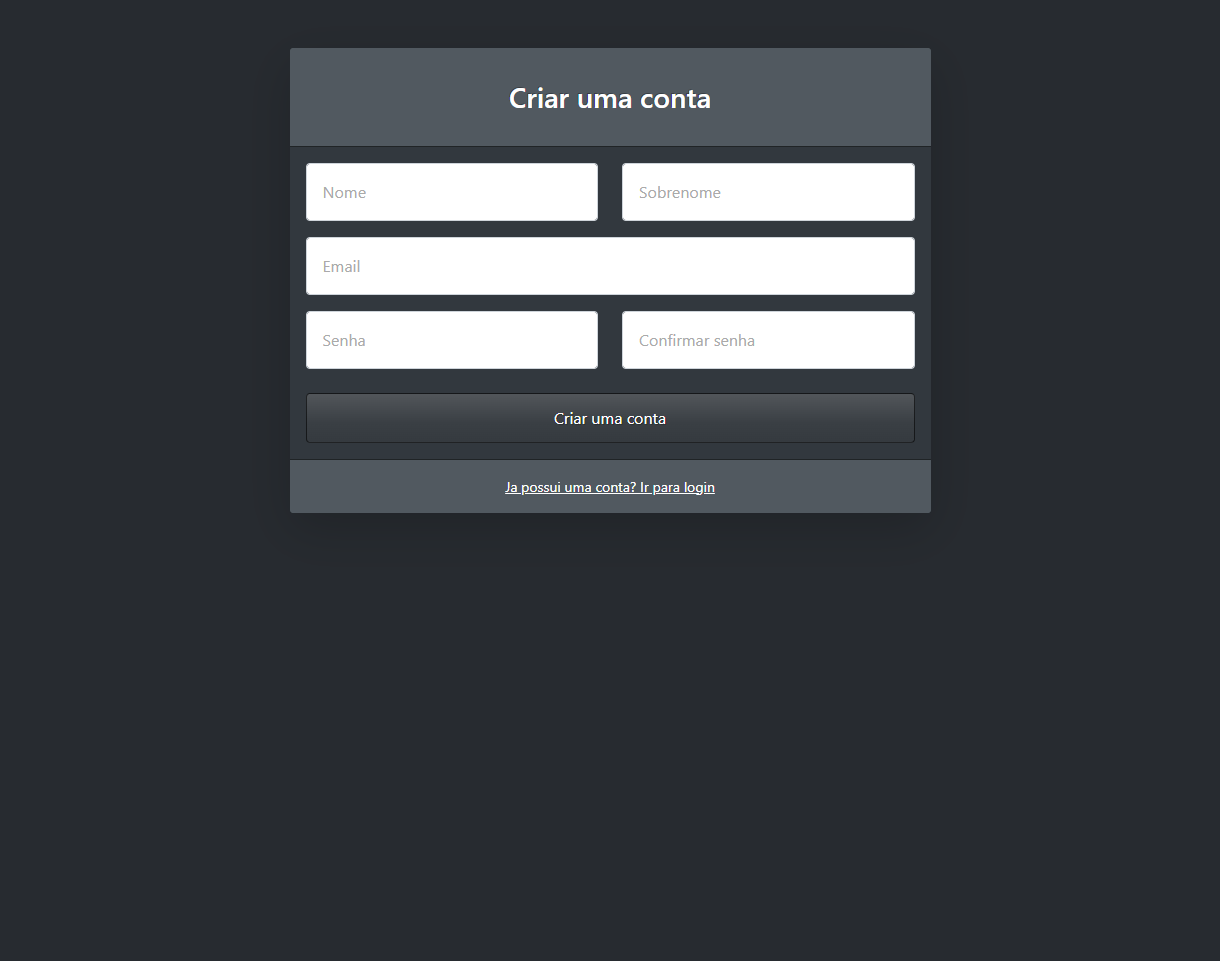 Criar uma conta
Nome
Sobrenome
Email
Senha
Confirmar senha
Criar uma conta
Ja possui uma conta? Ir para login